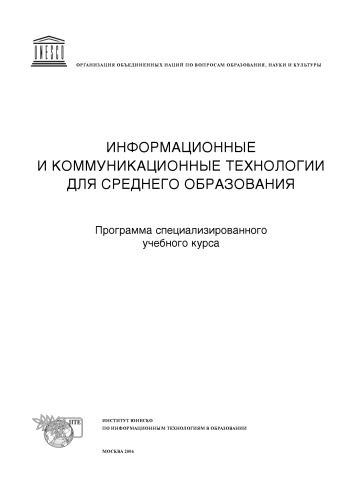 UNESCO
ОРГАНИЗАЦИЯ ОБЪЕДИНЕННЫХ НАЦИЙ ПО ВОПРОСАМ ОБРАЗОВАНИЯ, НАУКИ И КУЛЬТУРЫ
ИНФОРМАЦИОННЫЕ
И КОММУНИКАЦИОННЫЕ ТЕХНОЛОГИИ
ДЛЯ СРЕДНЕГО ОБРАЗОВАНИЯ
Программа специализированного
учебного курса
IITE
ИНСТИТУТ ЮНЕСКО
ПО ИНФОРМАЦИОННЫМ ТЕХНОЛОГИЯМ В ОБРАЗОВАНИИ
МОСКВА 2004